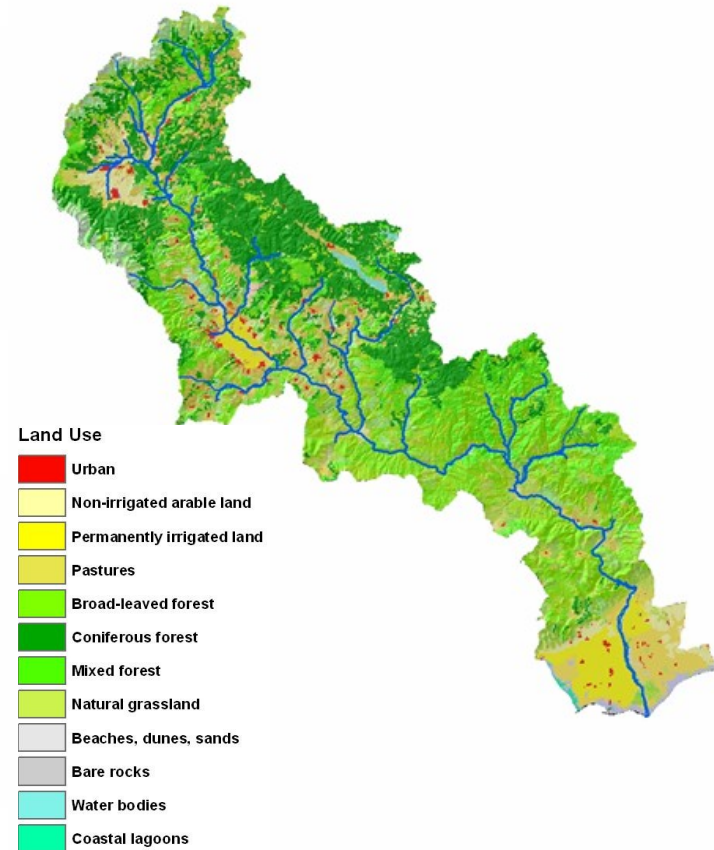 Land Use
Urban
Non-irrigated arable land
Permanently irrigated land
Pastures
Broad-leaved forest
Coniferous forest
Mixed forest
Natural grassland
Beaches, dunes, sands
Bare rocks
Water bodies
Coastal lagoons